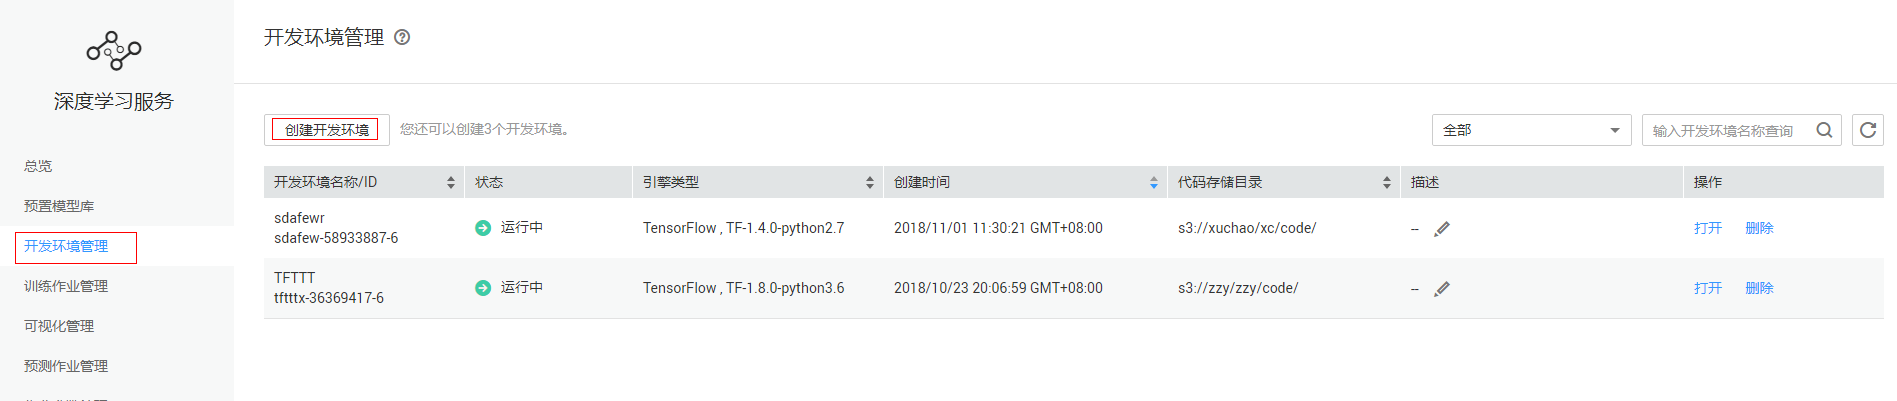 开发环境管理 ?
深度学习服务
创建开发环境 您还可以创建3个开发环境。 全部 输入开发环境名称查询
总览
预置模型库
开发环境管理
训练作业管理
可视化管理
预测作业管理
开发环境名称/ID 状态 引擎类型 创建时间 代码存储目录 描述 操作
sdafewr
sdafew-58933887-6 运行中 TensorFlow , TF-1.4.0-python2.7 2018/11/01 11:30:21 GMT+08:00 s3://xuchao/xc/code/ -- 打开 删除
TFTTT
tftttx-36369417-6 运行中 TensorFlow , TF-1.8.0-python3.6 2018/10/23 20:06:59 GMT+08:00 s3://zzy/zzy/code/ -- 打开 删除